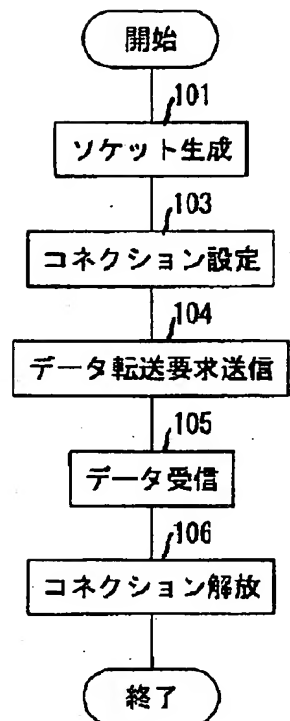 開始
101
ソケット生成
103
コネクション設定
104
データ転送要求送信
105
データ受信
106
コネクション解放
終了